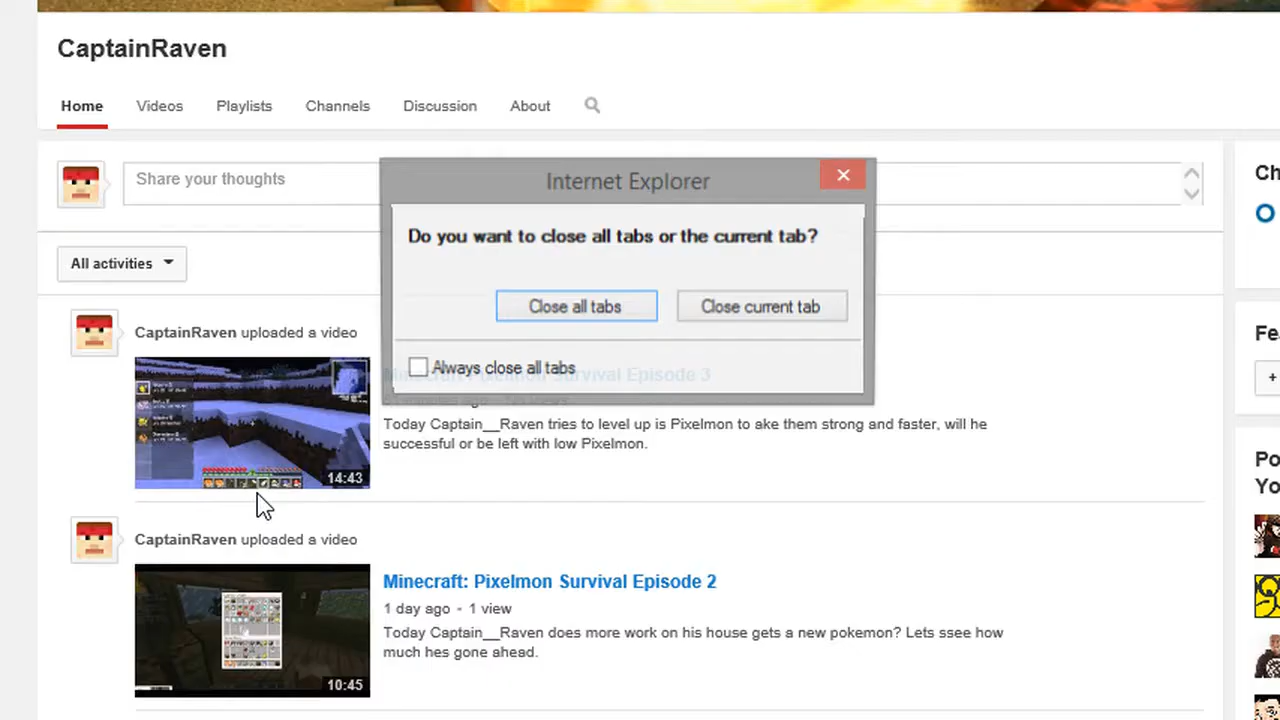 CaptainRaven
Home Videos Playlists Channels Discussion About
Share your thoughts
Internet Explorer
Do you want to close all tabs or the current tab?
Close all tabs Close current tab
Always close all tabs
All activities
CaptainRaven uploaded a video
Minecraft Pixelmon Survival Episode 3
Today Captain__Raven tries to level up is Pixelmon to ake them strong and faster, will he
successful or be left with low Pixelmon.
14:43
CaptainRaven uploaded a video
Minecraft: Pixelmon Survival Episode 2
1 day ago • 1 view
Today Captain__Raven does more work on his house gets a new pokemon? Lets ssee how
much hes gone ahead.
10:45
Ch
Fe
+
Po
Yo